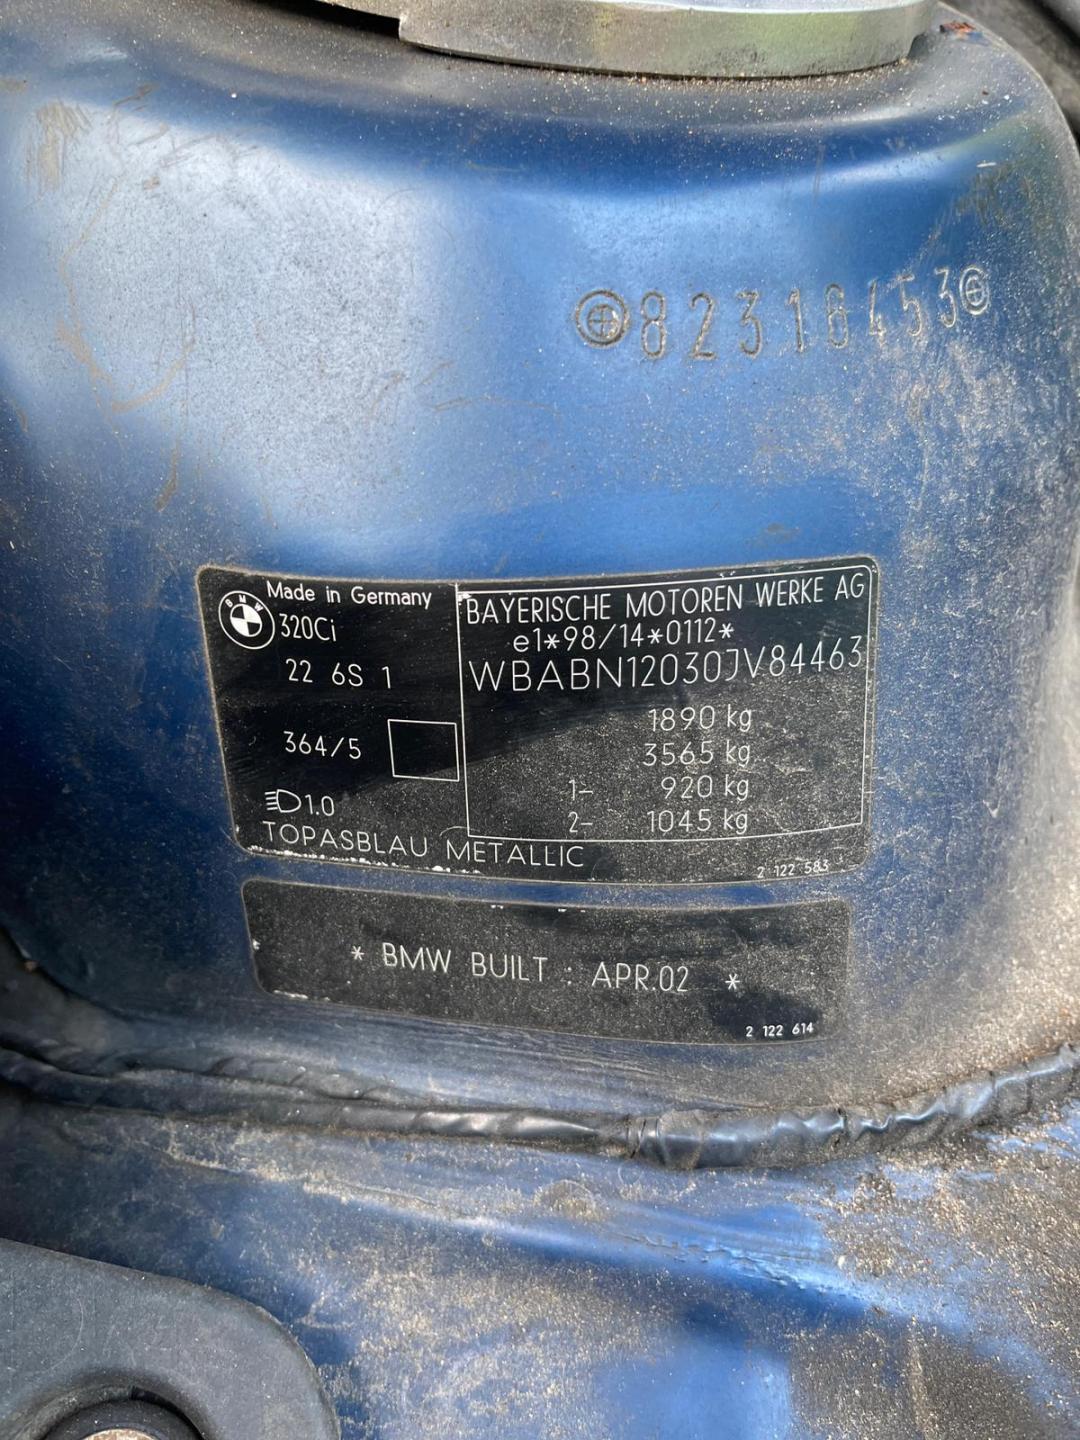 82318453
Made in Germany
BMW
320Ci
22 6S 1
364/5
1.0
TOPASBLAU METALLIC
BAYERISCHE MOTOREN WERKE AG
e1*98/14*0112*
WBABN12030JV84463
1890 kg
3565 kg
1- 920 kg
2- 1045 kg
2 122 583
* BMW BUILT : APR.02 *
2 122 614